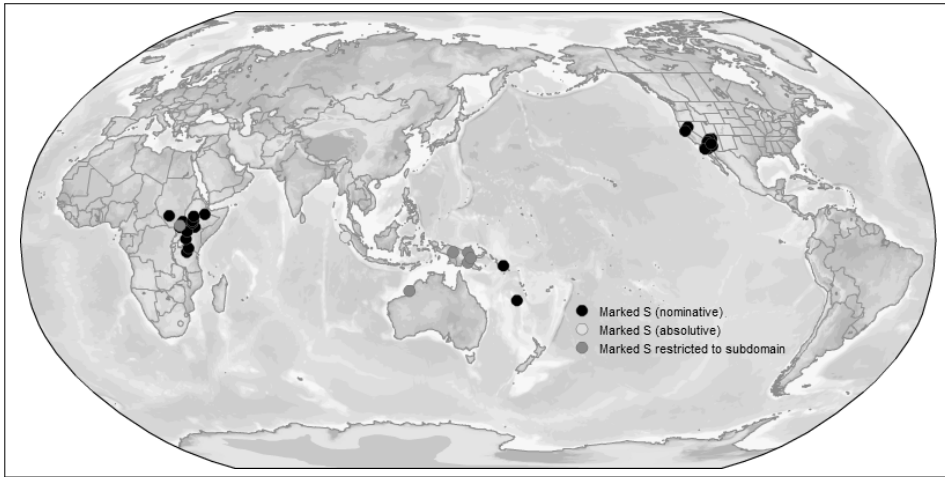 Marked S (nominative)
Marked S (absolutive)
Marked S restricted to subdomain